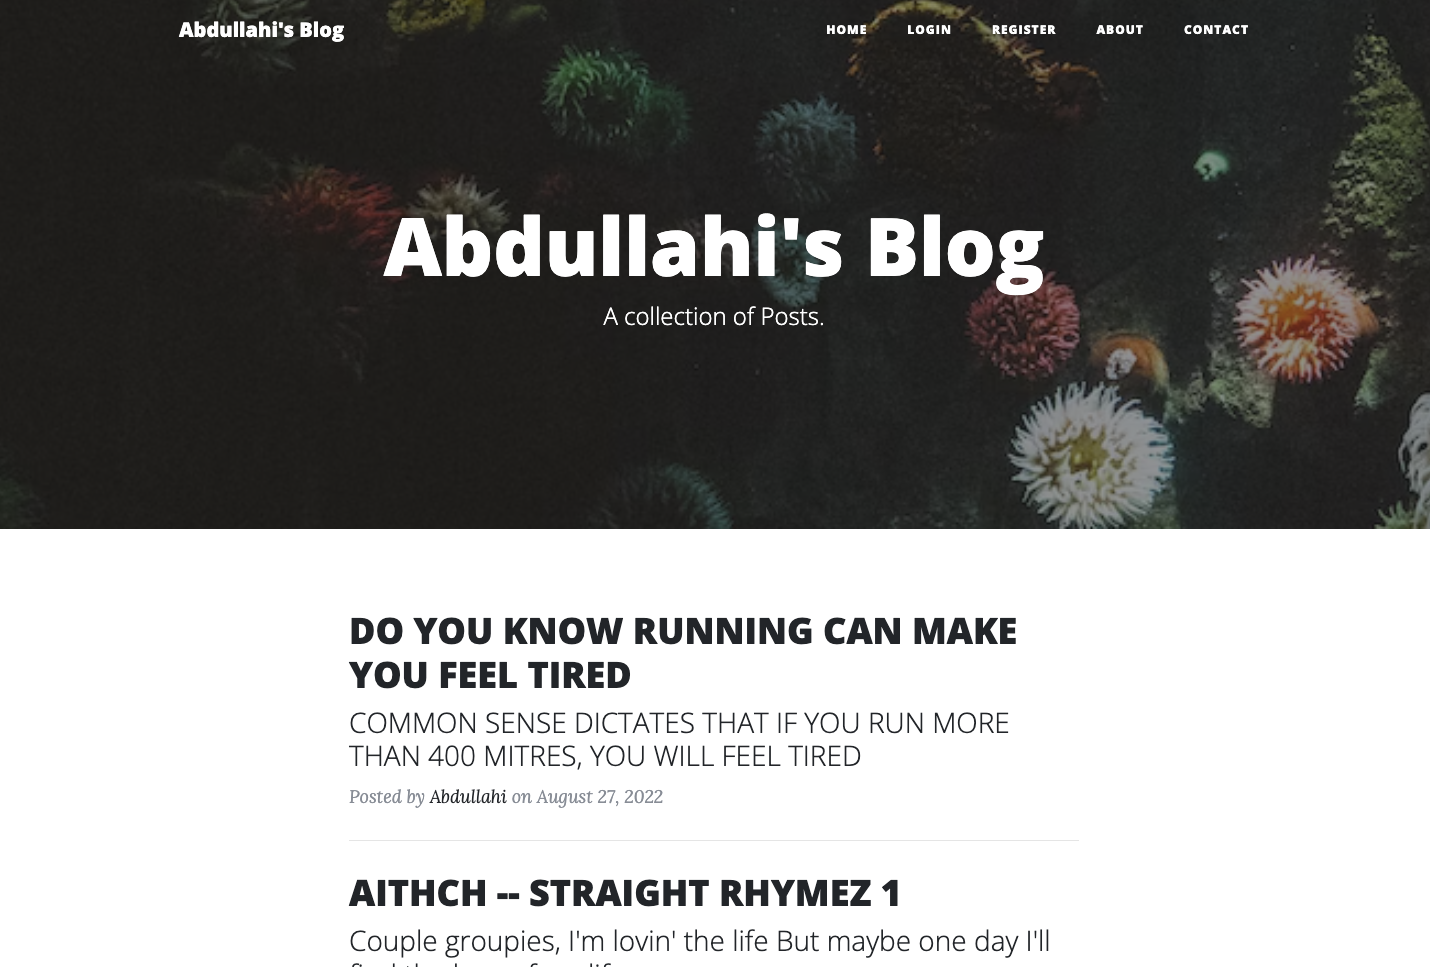 Abdullahi's Blog
HOME LOGIN REGISTER ABOUT CONTACT
Abdullahi's Blog
A collection of Posts.
DO YOU KNOW RUNNING CAN MAKE
YOU FEEL TIRED
COMMON SENSE DICTATES THAT IF YOU RUN MORE
THAN 400 MITRES, YOU WILL FEEL TIRED
Posted by Abdullahi on August 27, 2022
AITHCH -- STRAIGHT RHYMEZ 1
Couple groupies, I'm lovin' the life But maybe one day I'll